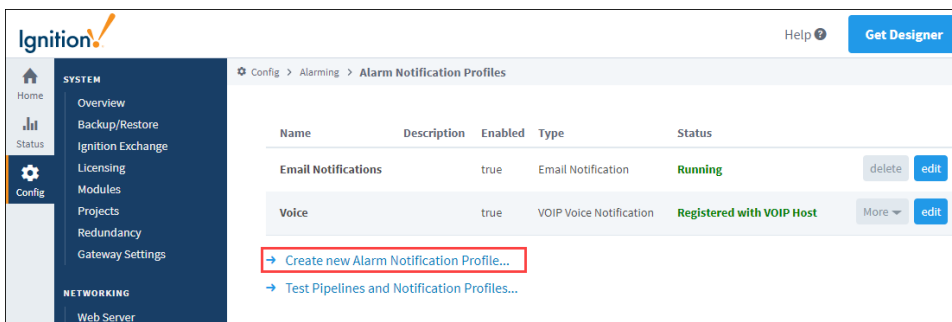 Ignition!
Help ?
Get Designer
Home
Status
Config
SYSTEM
Overview
Backup/Restore
Ignition Exchange
Licensing
Modules
Projects
Redundancy
Gateway Settings
NETWORKING
Web Server
Config > Alarming > Alarm Notification Profiles
Name Description Enabled Type Status
Email Notifications true Email Notification Running delete edit
Voice true VOIP Voice Notification Registered with VOIP Host More edit
→ Create new Alarm Notification Profile...
→ Test Pipelines and Notification Profiles...